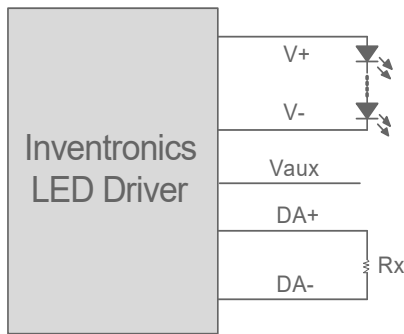 V+
V-
Inventronics
LED Driver
Vaux
DA+
Rx
DA-